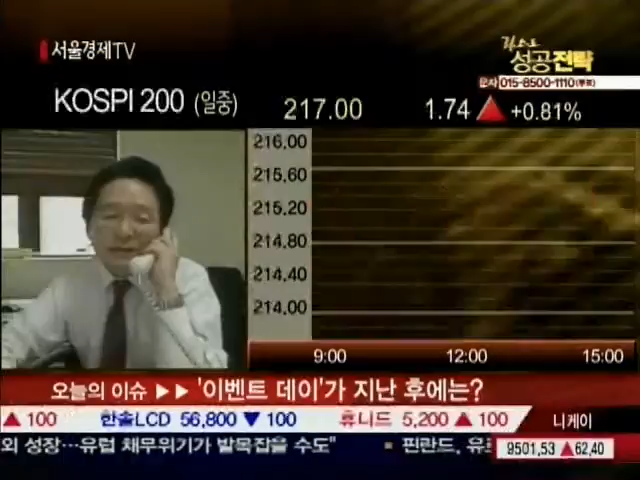 서울경제TV
성공전략
문자 015-8500-1110(무료)
KOSPI 200 (일중) 217.00 1.74 ▲ +0.81%
216.00
215.60
215.20
214.80
214.40
214.00
9:00 12:00 15:00
오늘의 이슈 ▶▶ '이벤트 데이'가 지난 후에는?
▲ 100 한솔LCD 56,800 ▼ 100 휴니드 5,200 ▲ 100 니케이
외 성장…유럽 채무위기가 발목잡을 수도" ■ 핀란드, 유로 9501,53 ▲ 62,40